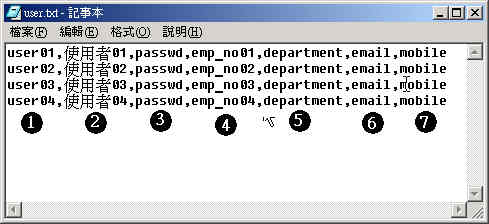 user.txt - 記事本
檔案(F) 編輯(E) 格式(O) 說明(H)
user01,使用者01,passwd,emp_no01,department,email,mobile
user02,使用者02,passwd,emp_no02,department,email,mobile
user03,使用者03,passwd,emp_no03,department,email,mobile
user04,使用者04,passwd,emp_no04,department,email,mobile
❶ ❷ ❸ ❹ ❺ ❻ ❼